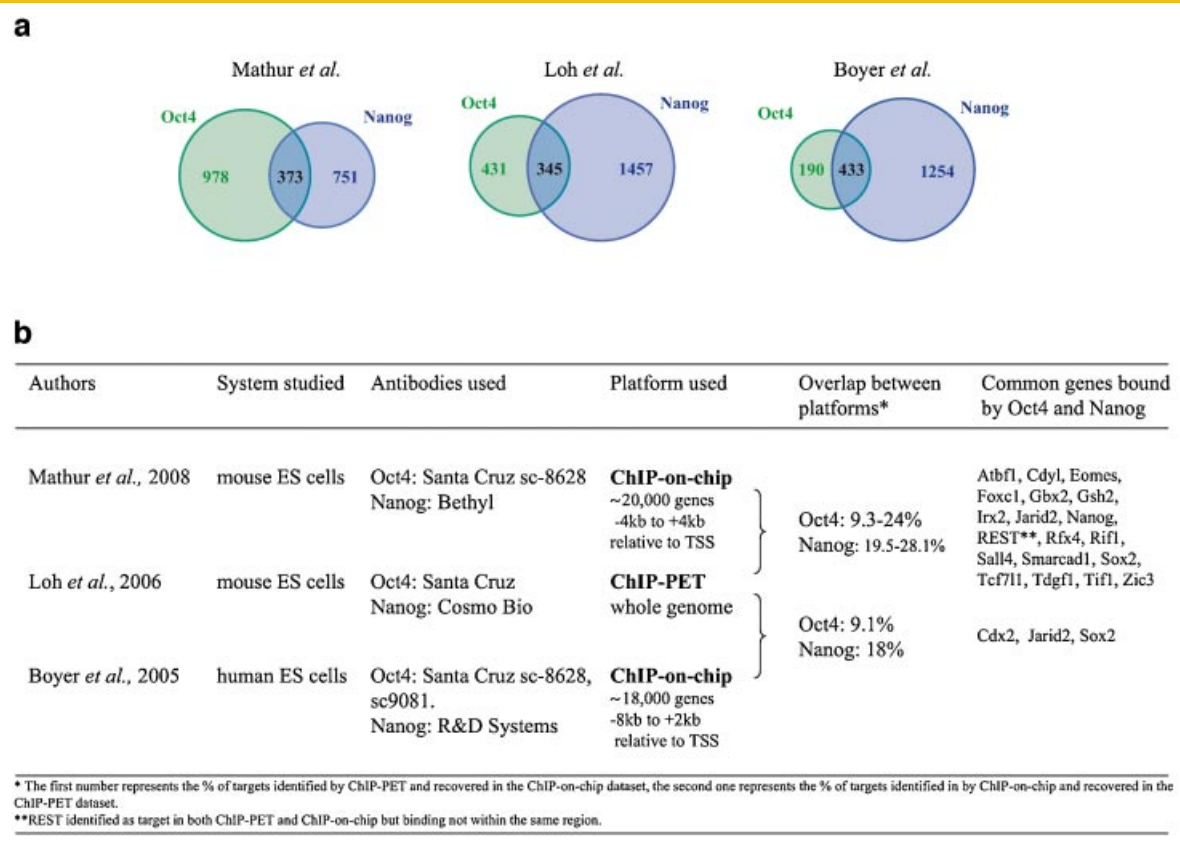 a
Mathur et al.
Loh et al.
Boyer et al.
Oct4
Nanog
978
373
751
Oct4
Nanog
431
345
1457
Oct4
Nanog
190
433
1254
b
Authors
System studied
Antibodies used
Platform used
Overlap between
platforms*
Common genes bound
by Oct4 and Nanog
Mathur et al., 2008
mouse ES cells
Oct4: Santa Cruz sc-8628
Nanog: Bethyl
ChIP-on-chip
~20,000 genes
-4kb to +4kb
relative to TSS
Oct4: 9.3-24%
Nanog: 19.5-28.1%
Atbf1, Cdyl, Eomes,
Foxc1, Gbx2, Gsh2,
Irx2, Jarid2, Nanog,
REST**, Rfx4, Rif1,
Sall4, Smarcad1, Sox2,
Tcf7l1, Tdgf1, Tif1, Zic3
Loh et al., 2006
mouse ES cells
Oct4: Santa Cruz
Nanog: Cosmo Bio
ChIP-PET
whole genome
Oct4: 9.1%
Nanog: 18%
Cdx2, Jarid2, Sox2
Boyer et al., 2005
human ES cells
Oct4: Santa Cruz sc-8628,
sc9081.
Nanog: R&D Systems
ChIP-on-chip
~18,000 genes
-8kb to +2kb
relative to TSS
* The first number represents the % of targets identified by ChIP-PET and recovered in the ChIP-on-chip dataset, the second one represents the % of targets identified in by ChIP-on-chip and recovered in the
ChIP-PET dataset.
**REST identified as target in both ChIP-PET and ChIP-on-chip but binding not within the same region.